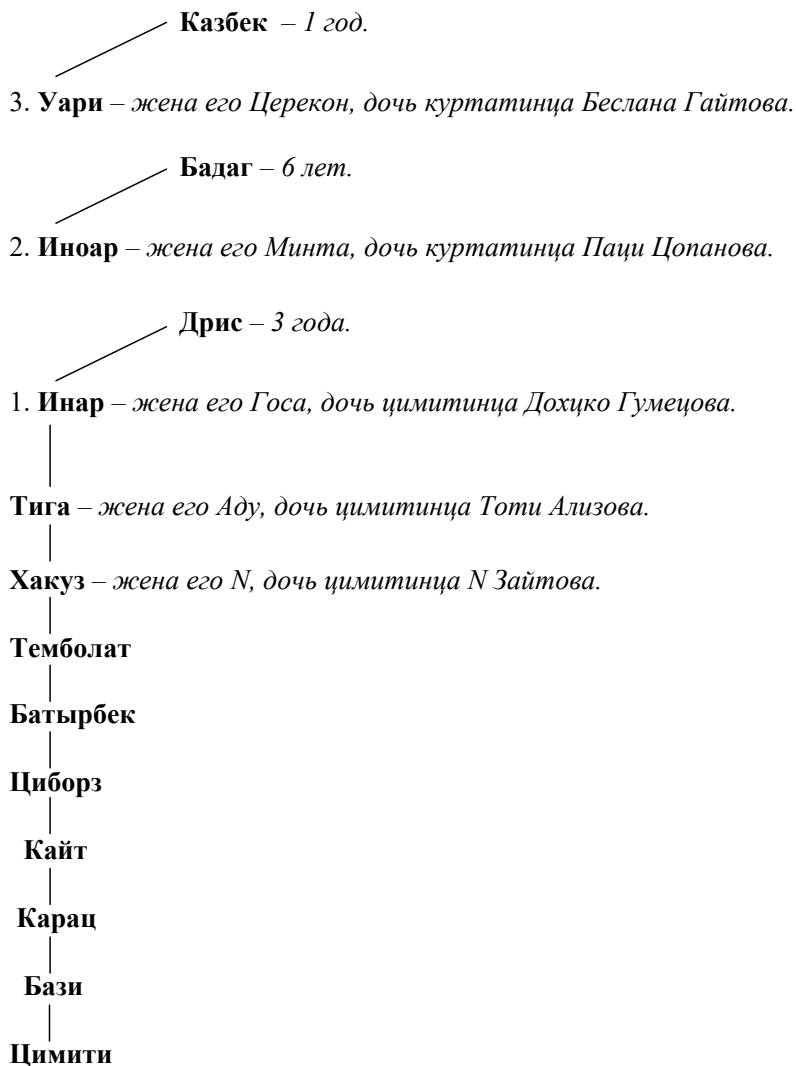 Казбек – 1 год.
3. Уари – жена его Церекон, дочь куртатинца Беслана Гайтова.
Бадаг – 6 лет.
2. Иноар – жена его Минта, дочь куртатинца Паци Цопанова.
Дрис – 3 года.
1. Инар – жена его Госа, дочь цимитинца Дохцко Гумецова.
Тига – жена его Аду, дочь цимитинца Тоти Ализова.
Хакуз – жена его N, дочь цимитинца N Зайтова.
Темболат
Батырбек
Циборз
Кайт
Карац
Бази
Цимити